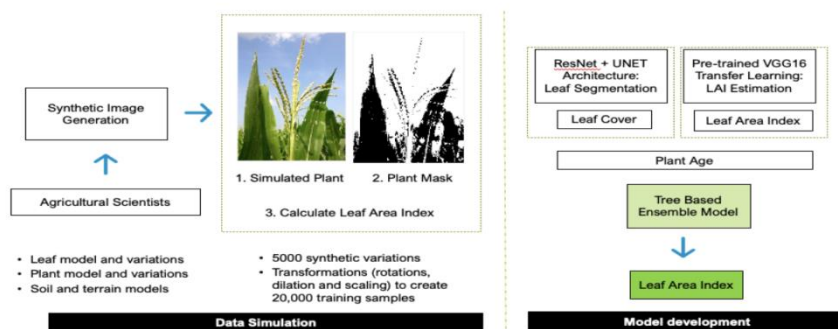 Synthetic Image
Generation
Agricultural Scientists
• Leaf model and variations
• Plant model and variations
• Soil and terrain models
1. Simulated Plant
2. Plant Mask
3. Calculate Leaf Area Index
• 5000 synthetic variations
• Transformations (rotations,
dilation and scaling) to create
20,000 training samples
Data Simulation
ResNet + UNET
Architecture:
Leaf Segmentation
Leaf Cover
Pre-trained VGG16
Transfer Learning:
LAI Estimation
Leaf Area Index
Plant Age
Tree Based
Ensemble Model
Leaf Area Index
Model development